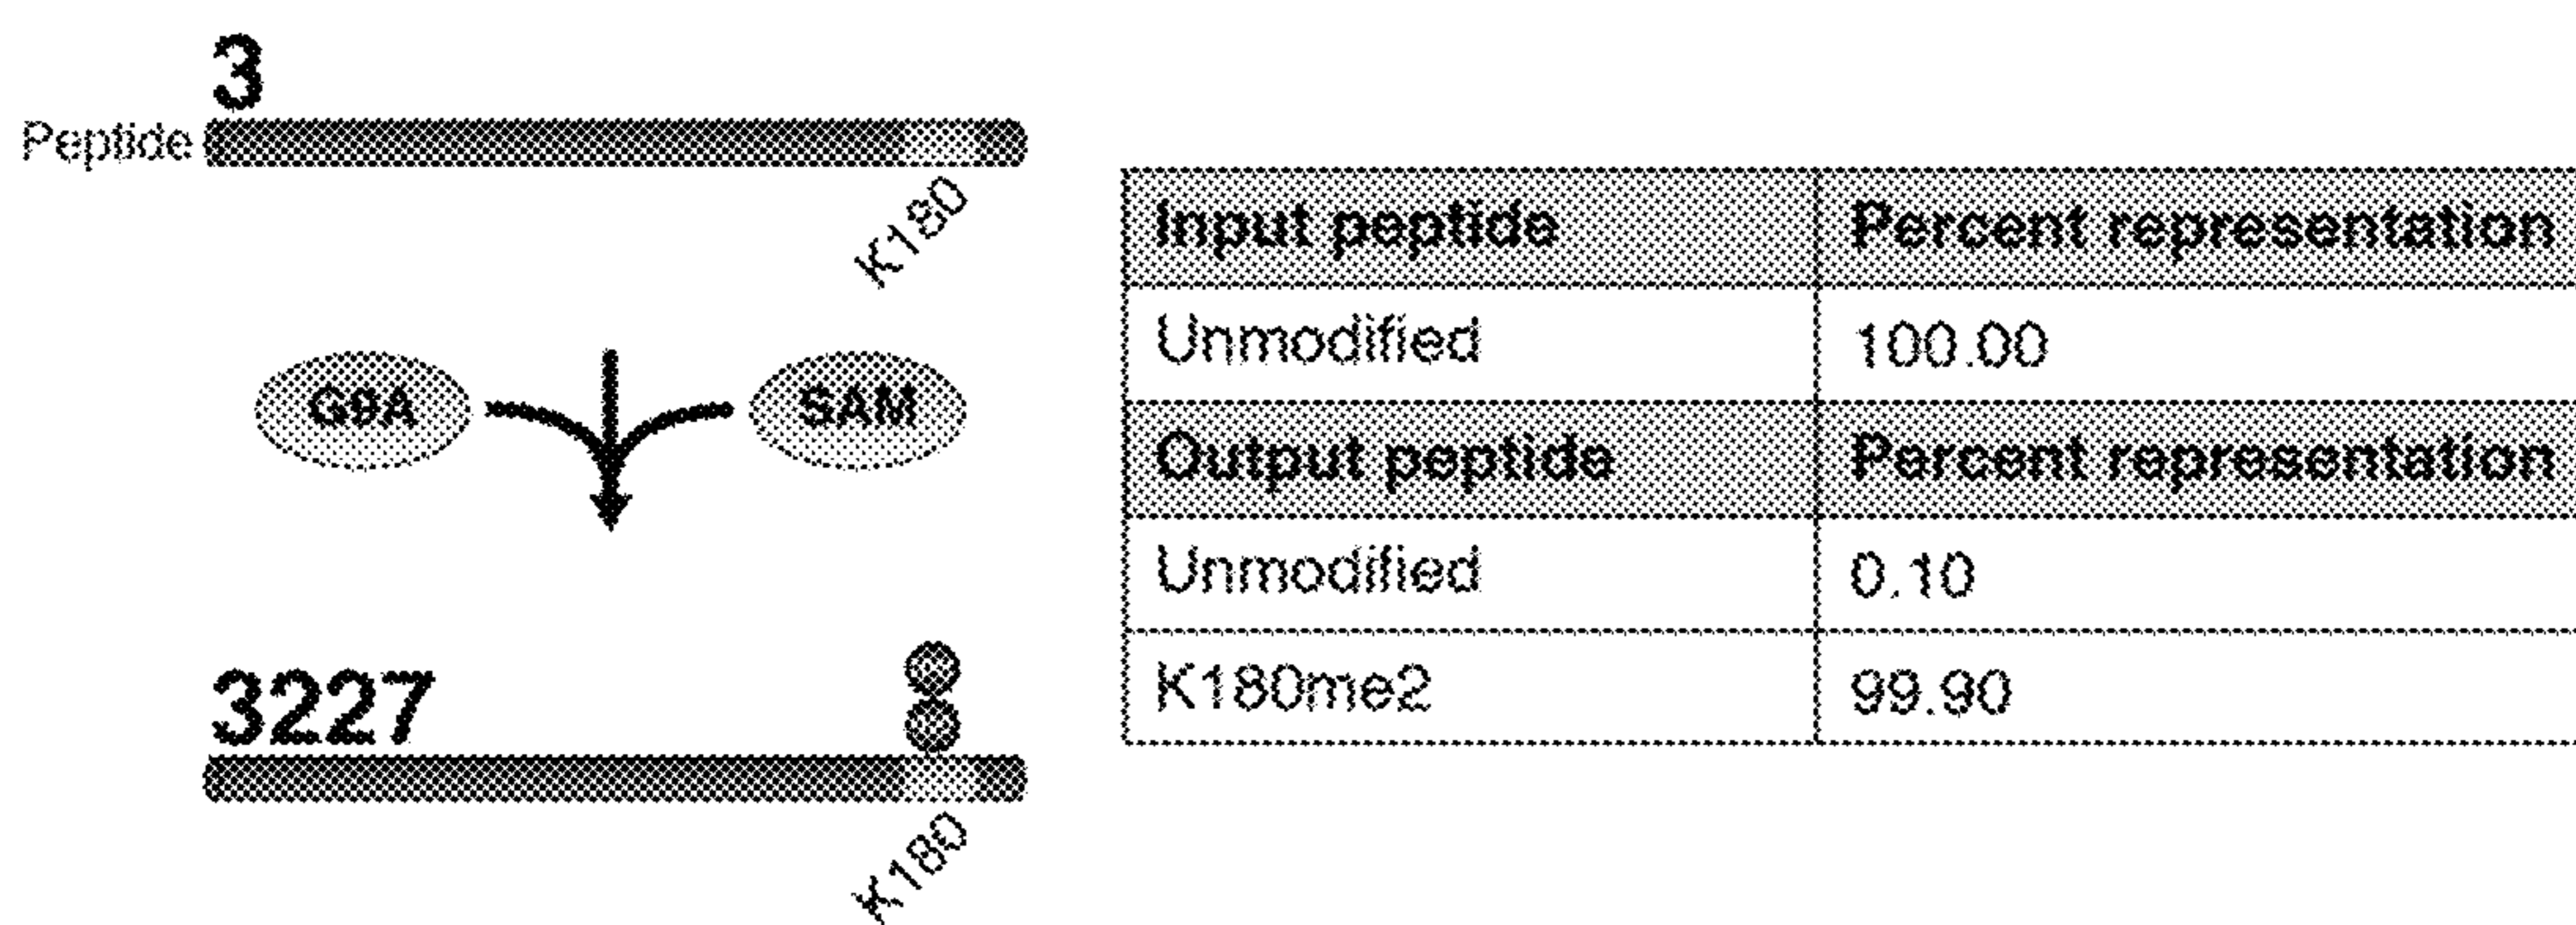 3
Peptide
K180
G9A
SAM
3227
K180
Input peptide Percent representation
Unmodified 100.00
Output peptide Percent representation
Unmodified 0.10
K180me2 99.90